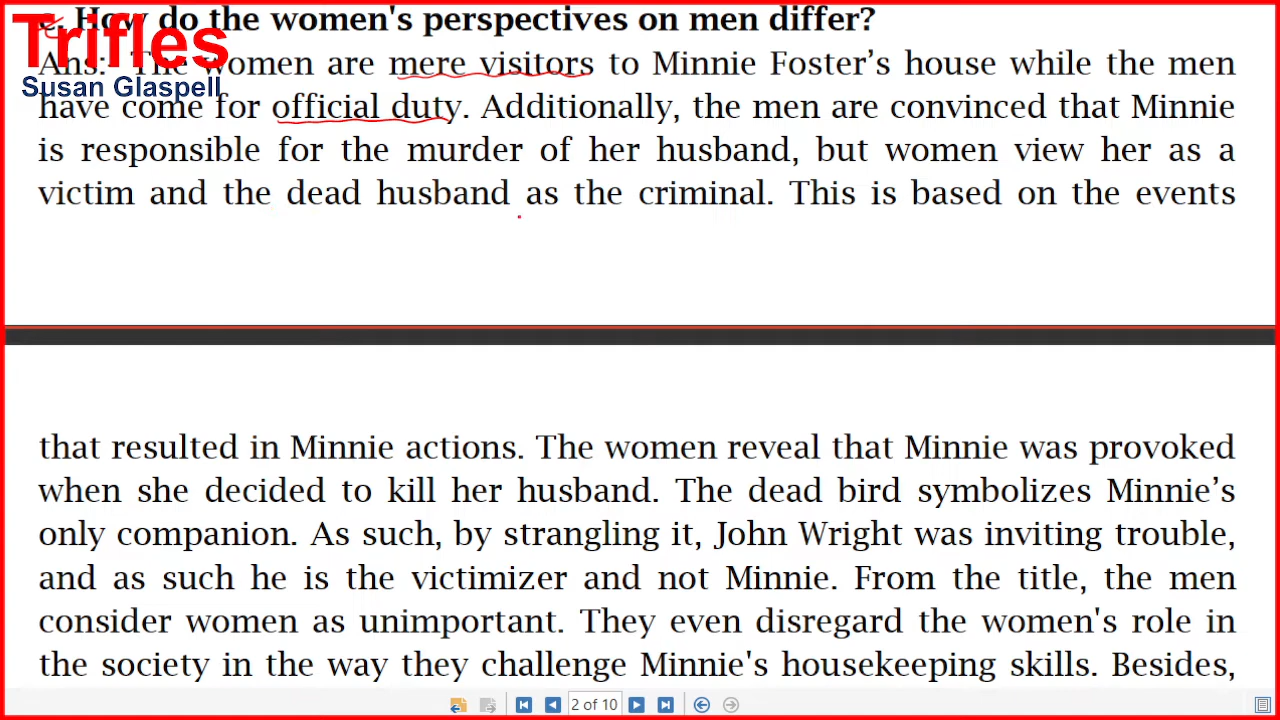 e. How do the women's perspectives on men differ?
Trifles
Ans: The women are mere visitors to Minnie Foster’s house while the men
Susan Glaspell
have come for official duty. Additionally, the men are convinced that Minnie
is responsible for the murder of her husband, but women view her as a
victim and the dead husband as the criminal. This is based on the events
that resulted in Minnie actions. The women reveal that Minnie was provoked
when she decided to kill her husband. The dead bird symbolizes Minnie’s
only companion. As such, by strangling it, John Wright was inviting trouble,
and as such he is the victimizer and not Minnie. From the title, the men
consider women as unimportant. They even disregard the women's role in
the society in the way they challenge Minnie's housekeeping skills. Besides,
2 of 10